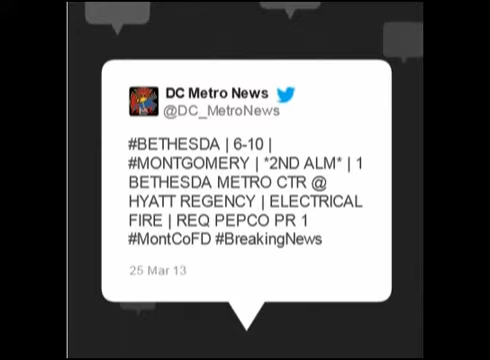 DC Metro News
@DC_MetroNews
#BETHESDA | 6-10 |
#MONTGOMERY | *2ND ALM* | 1
BETHESDA METRO CTR @
HYATT REGENCY | ELECTRICAL
FIRE | REQ PEPCO PR 1
#MontCoFD #BreakingNews
25 Mar 13